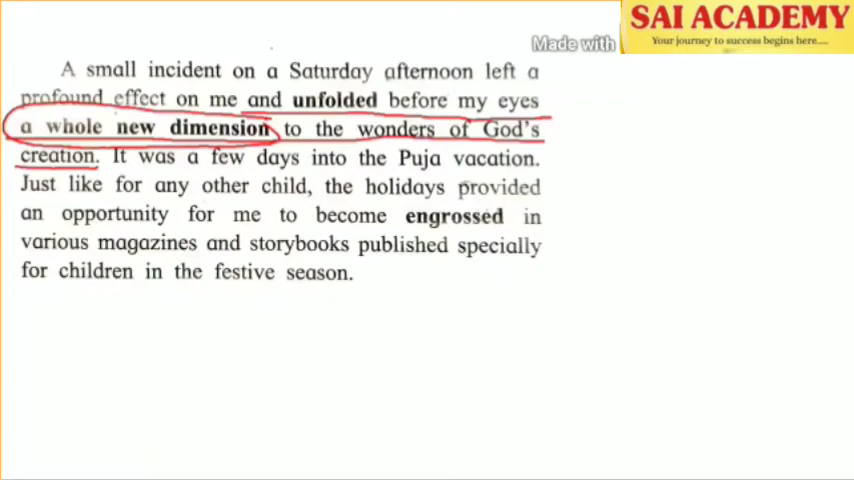 SAI ACADEMY
Your journey to success begins here....
Made with
A small incident on a Saturday afternoon left a
profound effect on me and unfolded before my eyes
a whole new dimension to the wonders of God's
creation. It was a few days into the Puja vacation.
Just like for any other child, the holidays provided
an opportunity for me to become engrossed in
various magazines and storybooks published specially
for children in the festive season.